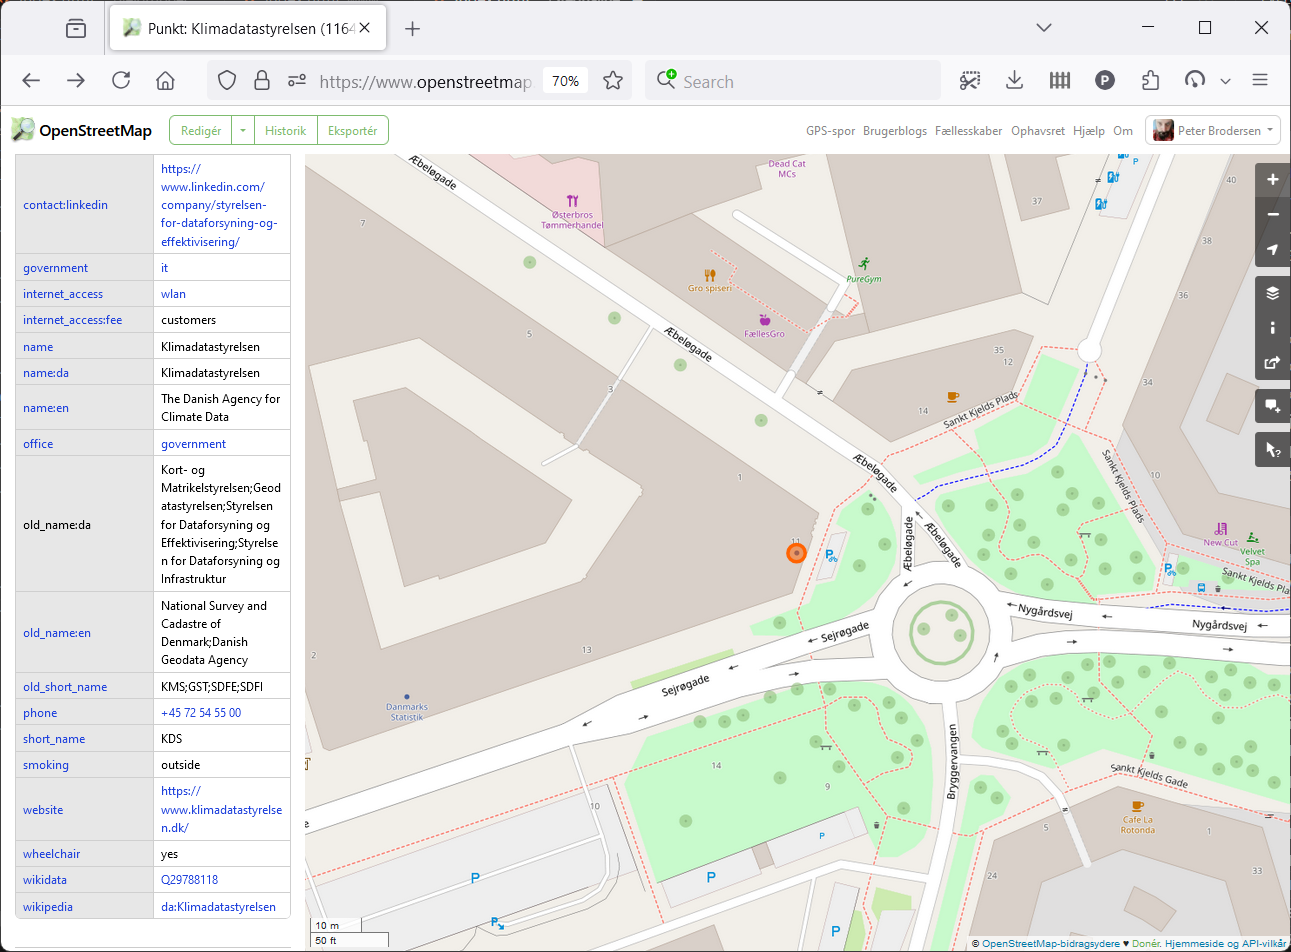 Punkt: Klimadatastyrelsen (1164
https://www.openstreetmap
70%
Search
OpenStreetMap
Redigér
Historik
Eksportér
GPS-spor
Brugerblogs
Fællesskaber
Ophavsret
Hjælp
Om
Peter Brodersen
contact:linkedin
https://
www.linkedin.com/
company/styrelsen-
for-dataforsyning-og-
effektivisering/
government
it
internet_access
wlan
internet_access:fee
customers
name
Klimadatastyrelsen
name:da
Klimadatastyrelsen
name:en
The Danish Agency for
Climate Data
office
government
old_name:da
Kort- og
Matrikelstyrelsen;Geod
atastyrelsen;Styrelsen
for Dataforsyning og
Effektivisering;Styrelse
n for Dataforsyning og
Infrastruktur
old_name:en
National Survey and
Cadastre of
Denmark;Danish
Geodata Agency
old_short_name
KMS;GST;SDFE;SDFI
phone
+45 72 54 55 00
short_name
KDS
smoking
outside
website
https://
www.klimadatastyrelse
n.dk/
wheelchair
yes
wikidata
Q29788118
wikipedia
da:Klimadatastyrelsen
Æbeløgade
Dead Cat
MCs
P
40
37
7
Østerbros
Tømmerhandel
38
PureGym
Gro spiseri
36
FællesGro
5
Æbeløgade
35
12
3
34
14
Sankt Kjelds Plads
Æbeløgade
Sankt Kjelds Plads
10
1
Æbeløgade
Æbeløgade
New Cut
Velvet
Spa
11
P
P
Sankt Kjelds Pla
Nygårdsvej
Nygårdsvej
Sejrøgade
13
2
Sejrøgade
Danmarks
Statistik
14
9
10
Bryggervangen
Sankt Kjelds Gade
Cafe La
Rotonda
5
1
P
P
P
24
33
P
P
10 m
50 ft
© OpenStreetMap-bidragsydere ♥ Donér. Hjemmeside og API-vilkår